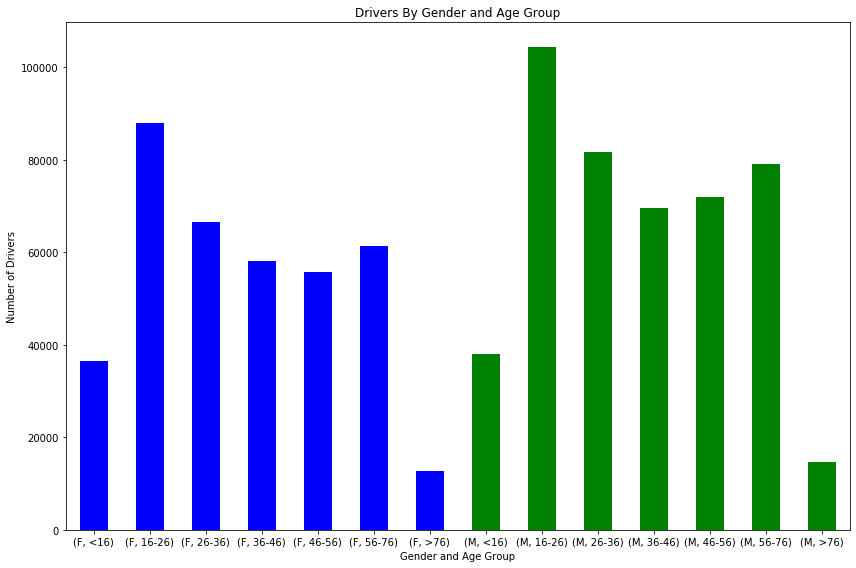 Drivers By Gender and Age Group
Number of Drivers
100000
80000
60000
40000
20000
0
(F, <16) (F, 16-26) (F, 26-36) (F, 36-46) (F, 46-56) (F, 56-76) (F, >76) (M, <16) (M, 16-26) (M, 26-36) (M, 36-46) (M, 46-56) (M, 56-76) (M, >76)
Gender and Age Group